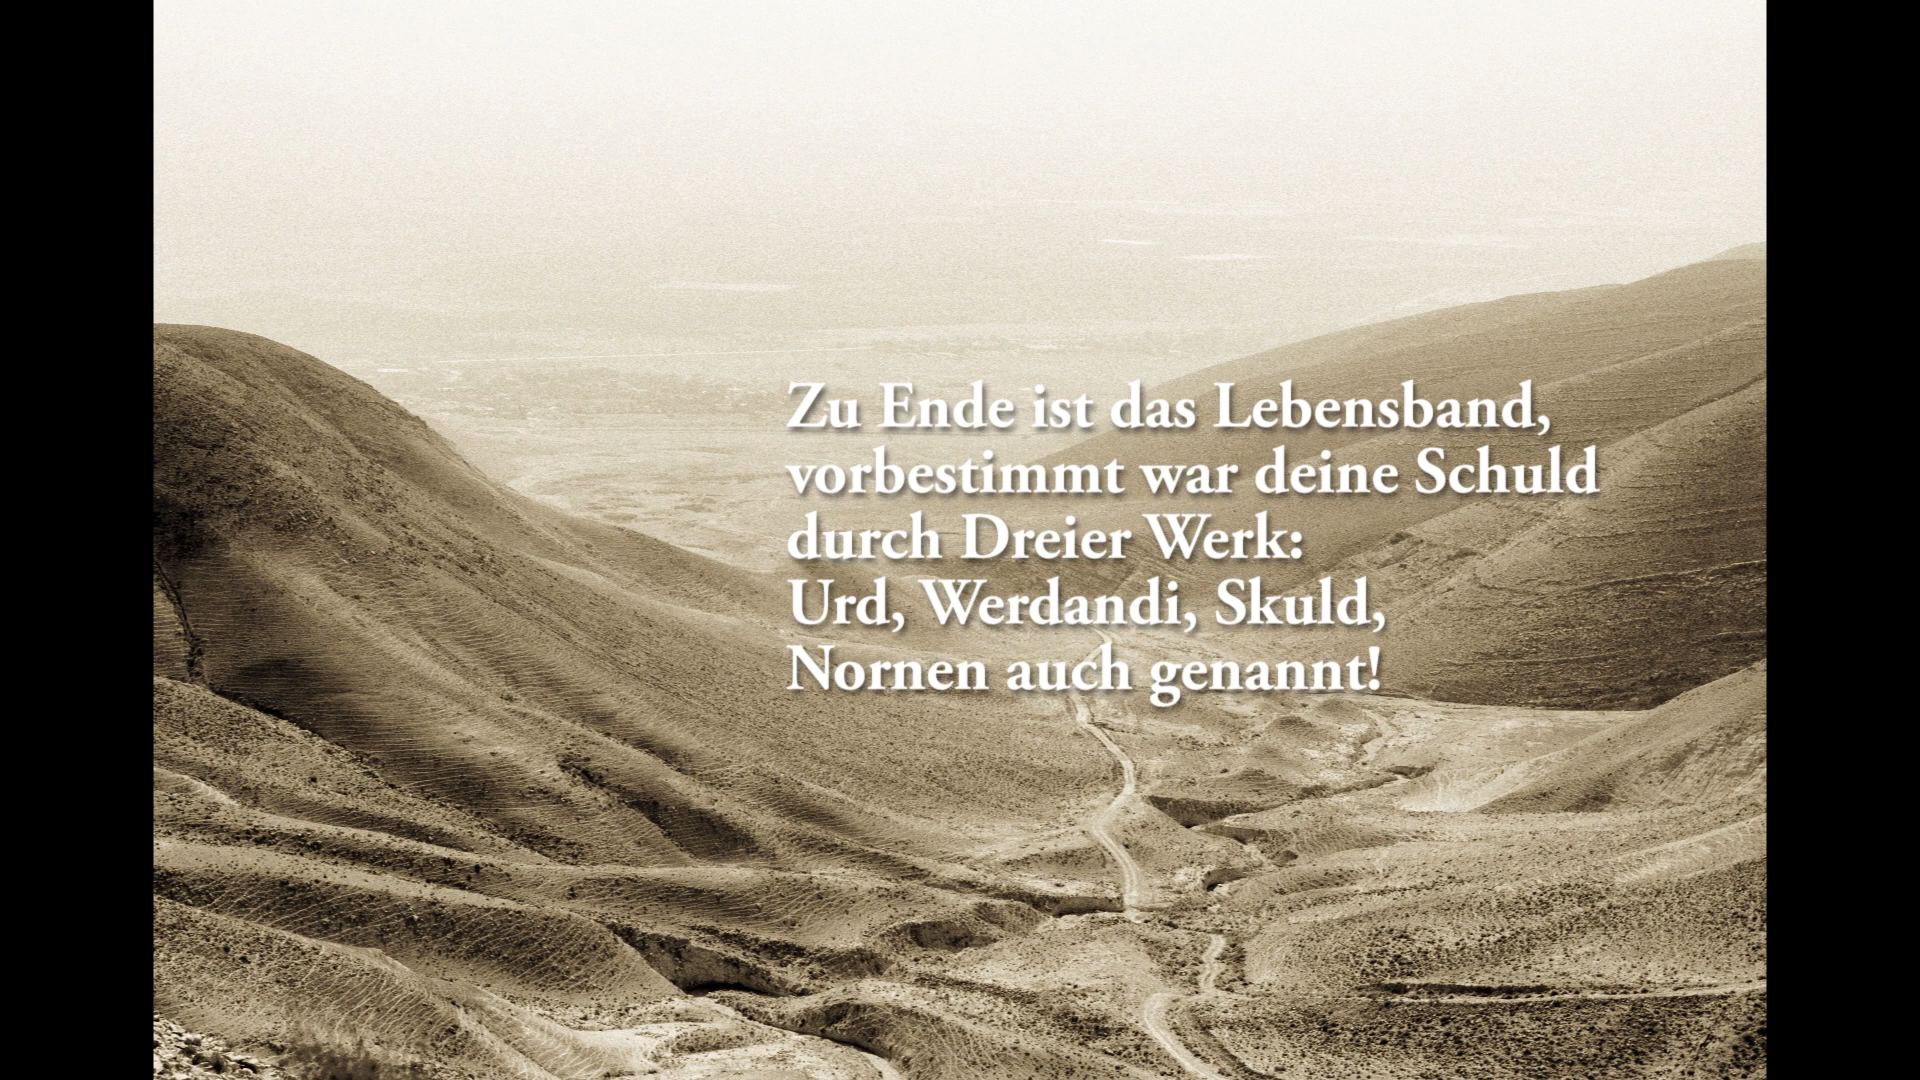 Zu Ende ist das Lebensband,
vorbestimmt war deine Schuld
durch Dreier Werk:
Urd, Werdandi, Skuld,
Nornen auch genannt!